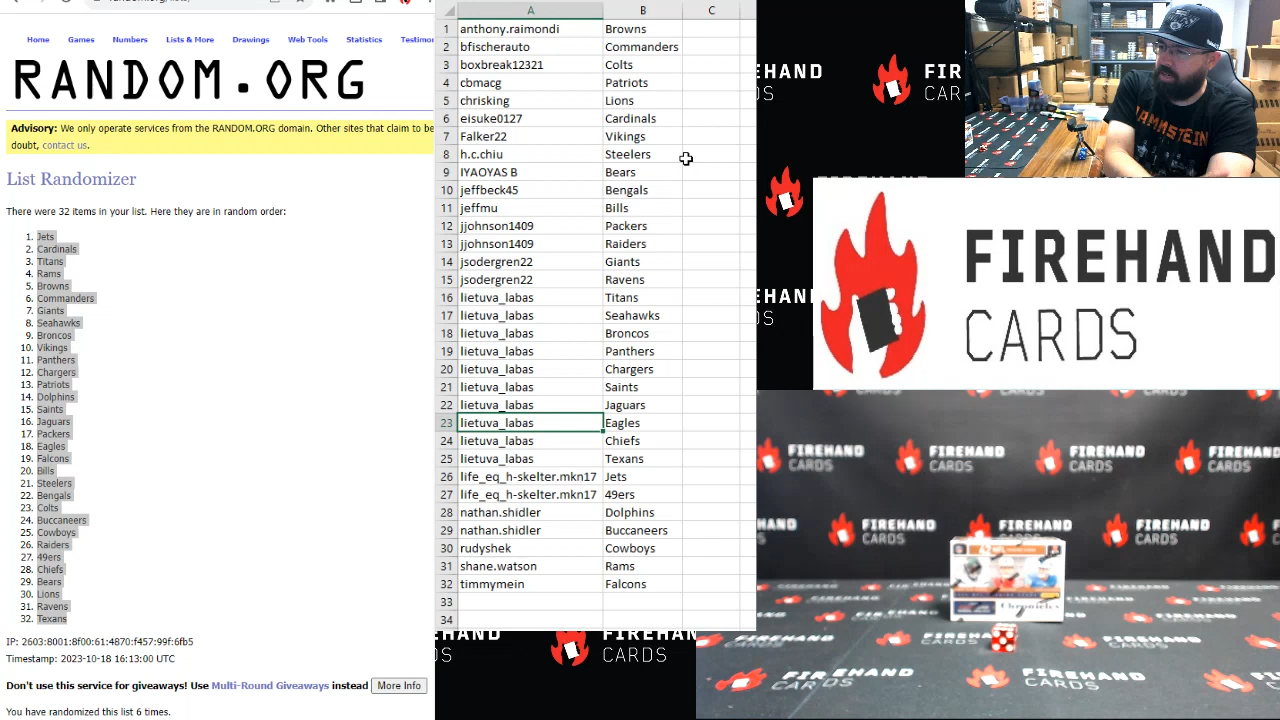 Home Games Numbers Lists & More Drawings Web Tools Statistics Testimor
RANDOM.ORG
Advisory: We only operate services from the RANDOM.ORG domain. Other sites that claim to be
doubt, contact us.
List Randomizer
There were 32 items in your list. Here they are in random order:
1. Jets
2. Cardinals
3. Titans
4. Rams
5. Browns
6. Commanders
7. Giants
8. Seahawks
9. Broncos
10. Vikings
11. Panthers
12. Chargers
13. Patriots
14. Dolphins
15. Saints
16. Jaguars
17. Packers
18. Eagles
19. Falcons
20. Bills
21. Steelers
22. Bengals
23. Colts
24. Buccaneers
25. Cowboys
26. Raiders
27. 49ers
28. Chiefs
29. Bears
30. Lions
31. Ravens
32. Texans
IP: 2603:8001:8f00:61:4870:f457:99f:6fb5
Timestamp: 2023-10-18 16:13:00 UTC
Don't use this service for giveaways! Use Multi-Round Giveaways instead More Info
You have randomized this list 6 times.
A B C
1 anthony.raimondi Browns
2 bfischerauto Commanders
3 boxbreak12321 Colts
4 cbmacg Patriots
5 chrisking Lions
6 eisuke0127 Cardinals
7 Falker22 Vikings
8 h.c.chiu Steelers
9 IYAOYAS B Bears
10 jeffbeck45 Bengals
11 jeffmu Bills
12 jjohnson1409 Packers
13 jjohnson1409 Raiders
14 jsodergren22 Giants
15 jsodergren22 Ravens
16 lietuva_labas Titans
17 lietuva_labas Seahawks
18 lietuva_labas Broncos
19 lietuva_labas Panthers
20 lietuva_labas Chargers
21 lietuva_labas Saints
22 lietuva_labas Jaguars
23 lietuva_labas Eagles
24 lietuva_labas Chiefs
25 lietuva_labas Texans
26 life_eq_h-skelter.mkn17 Jets
27 life_eq_h-skelter.mkn17 49ers
28 nathan.shidler Dolphins
29 nathan.shidler Buccaneers
30 rudyshek Cowboys
31 shane.watson Rams
32 timmymein Falcons
33
34
RAMMSTEIN
FIREHAND
CARDS
FIREHAND
CARDS
Chronicles